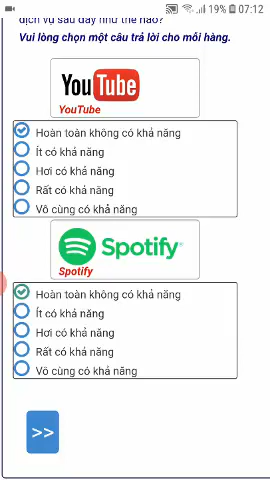 19% 07:12
dịch vụ sau đây như thế nào?
Vui lòng chọn một câu trả lời cho mỗi hàng.
YouTube
YouTube
Hoàn toàn không có khả năng
Ít có khả năng
Hơi có khả năng
Rất có khả năng
Vô cùng có khả năng
Spotify
Spotify
Hoàn toàn không có khả năng
Ít có khả năng
Hơi có khả năng
Rất có khả năng
Vô cùng có khả năng
>>